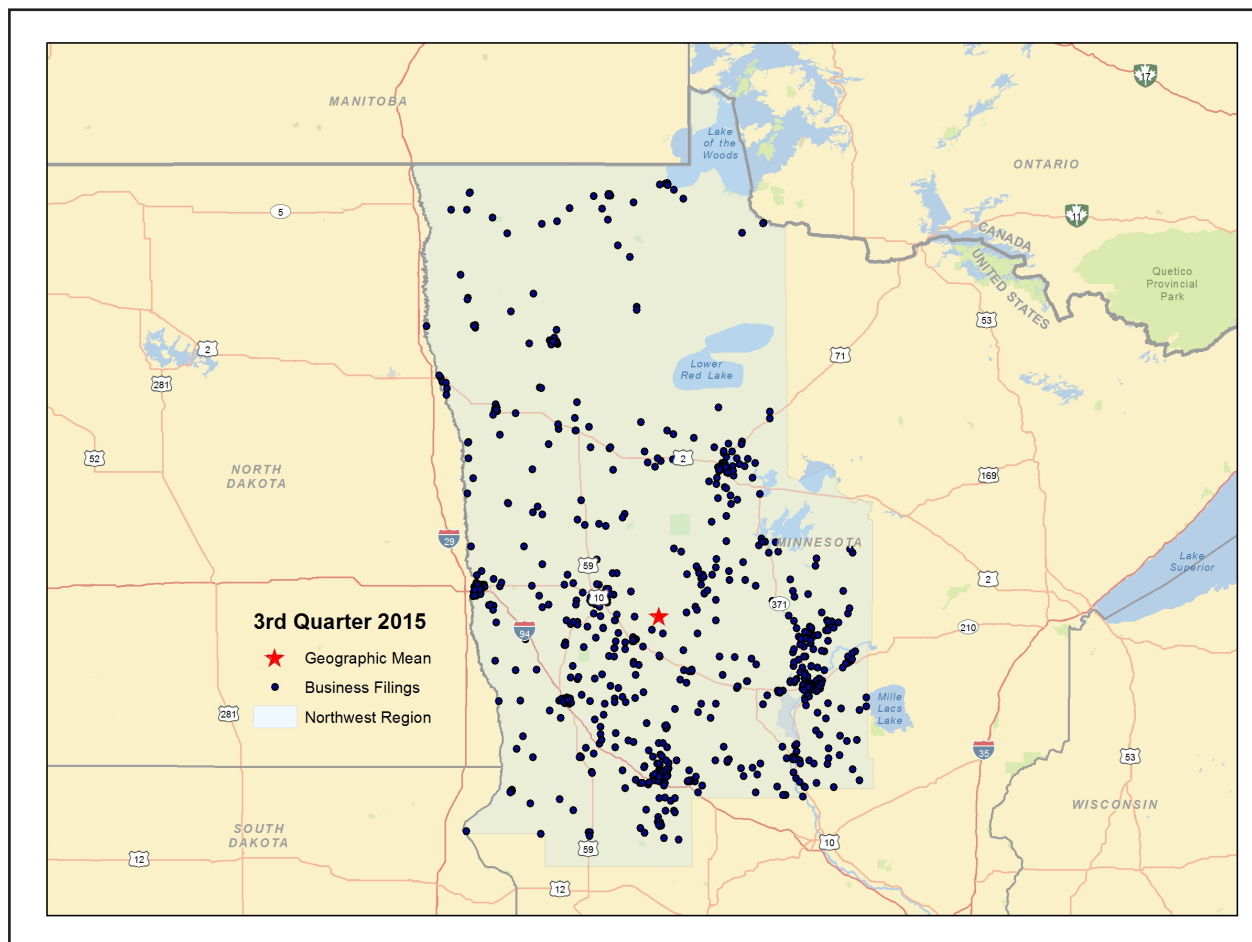 MANITOBA
17
Lake
of the
Woods
ONTARIO
5
11
CANADA
UNITED STATES
Quetico
Provincial
Park
53
2
71
281
Lower
Red Lake
52
NORTH
DAKOTA
2
169
29
MINNESOTA
Lake
Superior
59
2
10
371
3rd Quarter 2015
94
210
Geographic Mean
Business Filings
Northwest Region
281
Mille
Lacs
Lake
35
53
WISCONSIN
SOUTH
DAKOTA
12
59
10
12